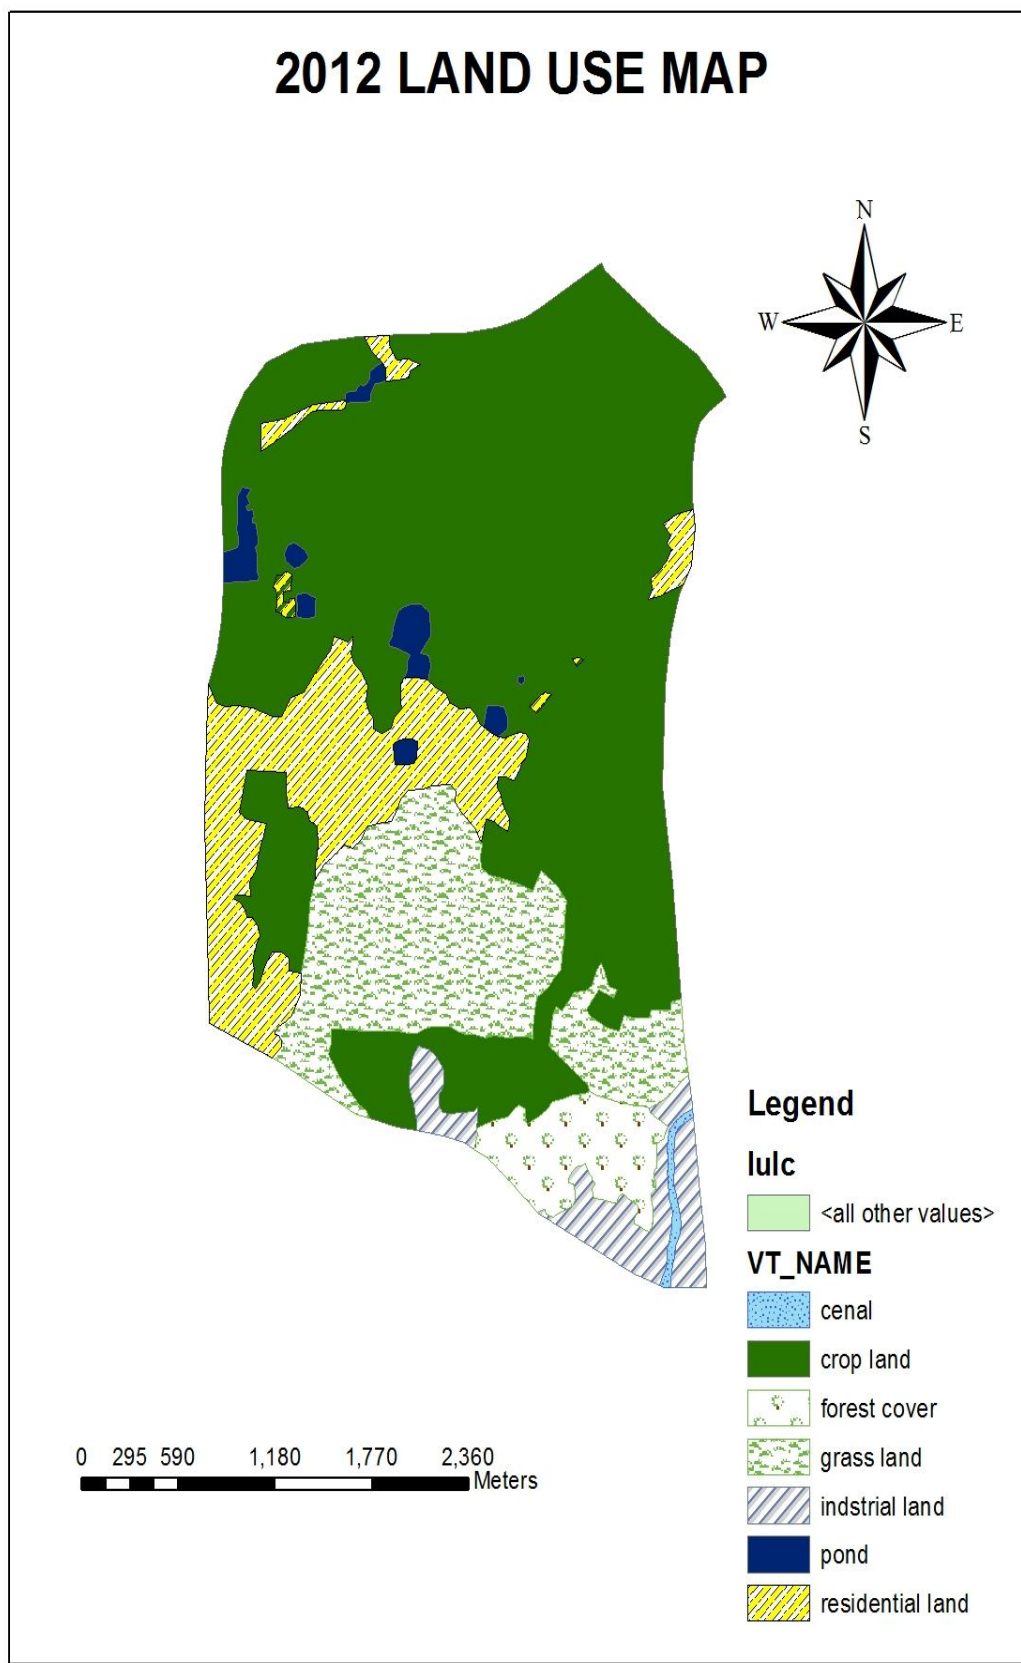 2012 LAND USE MAP
N
W
E
S
Legend
lulc
<all other values>
VT_NAME
cenal
crop land
forest cover
grass land
indstrial land
pond
residential land
0 295 590 1,180 1,770 2,360
Meters